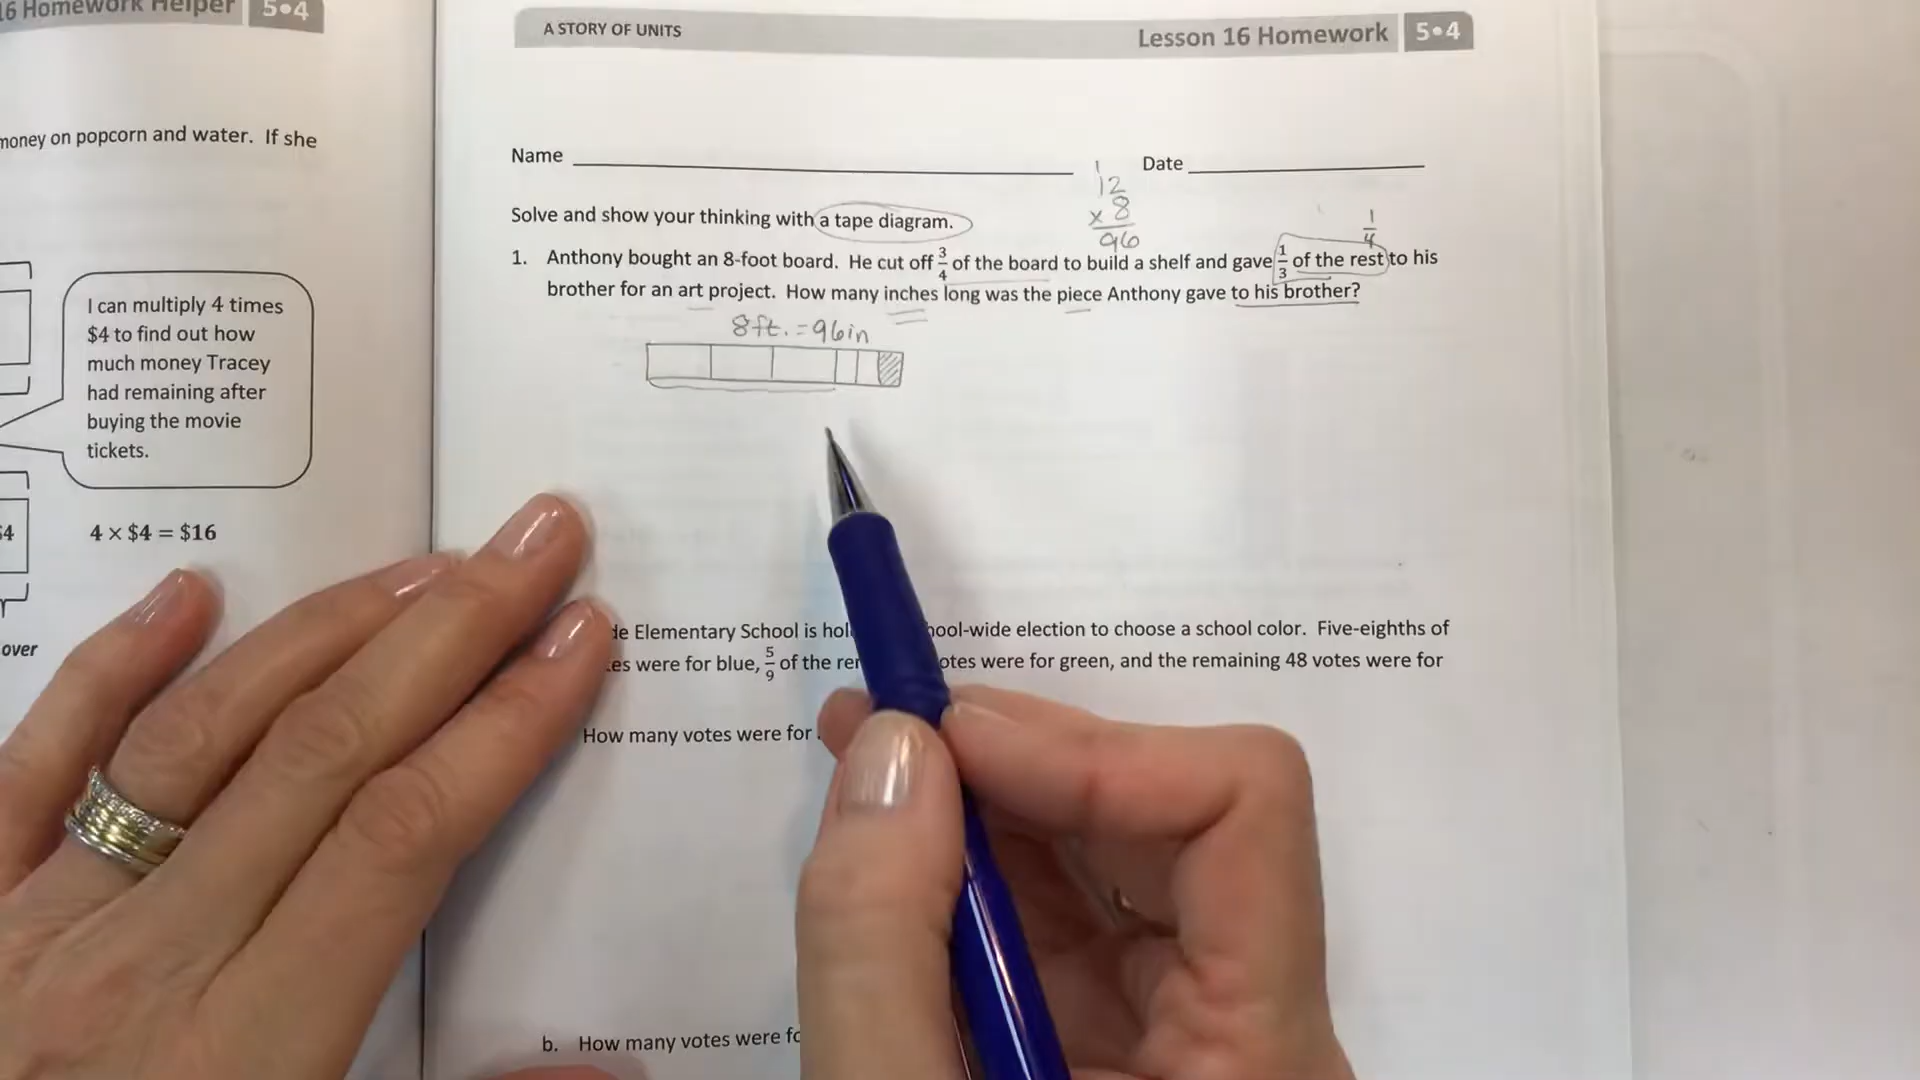 16 Homework Helper 5•4
money on popcorn and water. If she
I can multiply 4 times
$4 to find out how
much money Tracey
had remaining after
buying the movie
tickets.
4 × $4 = $16
over
A STORY OF UNITS
Lesson 16 Homework 5•4
Name Date
Solve and show your thinking with a tape diagram.
1
12
× 8
96
1/4
1. Anthony bought an 8-foot board. He cut off 3/4 of the board to build a shelf and gave 1/3 of the rest to his
brother for an art project. How many inches long was the piece Anthony gave to his brother?
8ft. = 96in
Elementary School is school-wide election to choose a school color. Five-eighths of
were for blue, 5/9 of the votes were for green, and the remaining 48 votes were for
How many votes were for
b. How many votes were